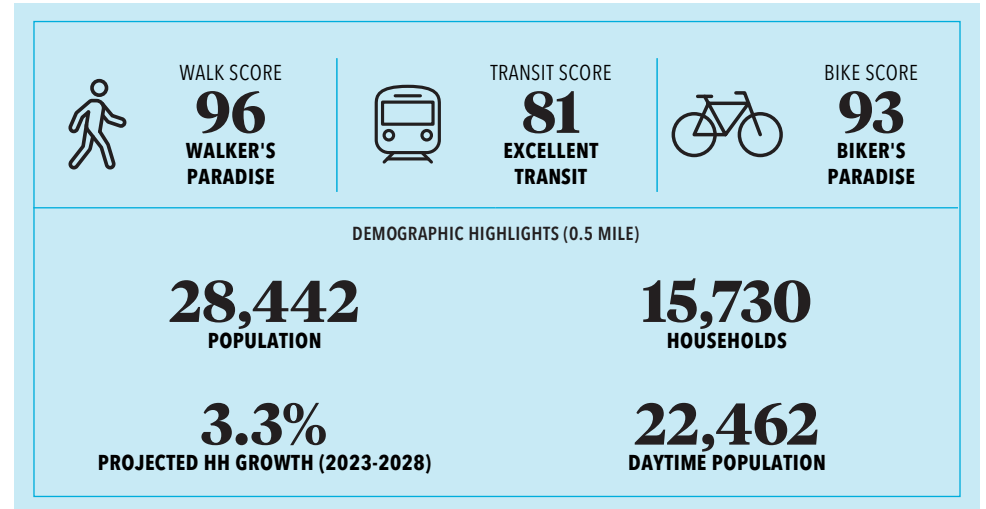 WALK SCORE
96
WALKER'S
PARADISE
TRANSIT SCORE
81
EXCELLENT
TRANSIT
BIKE SCORE
93
BIKER'S
PARADISE
DEMOGRAPHIC HIGHLIGHTS (0.5 MILE)
28,442
POPULATION
15,730
HOUSEHOLDS
3.3%
PROJECTED HH GROWTH (2023-2028)
22,462
DAYTIME POPULATION